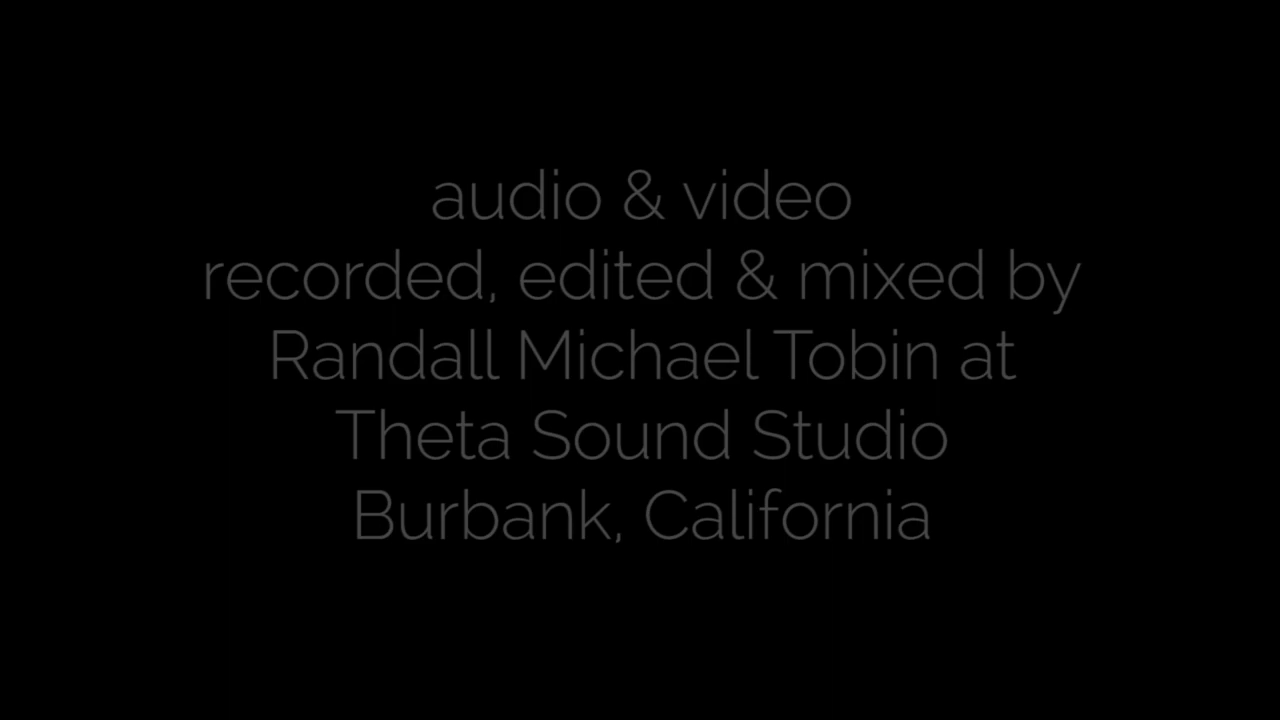 audio & video
recorded, edited & mixed by
Randall Michael Tobin at
Theta Sound Studio
Burbank, California